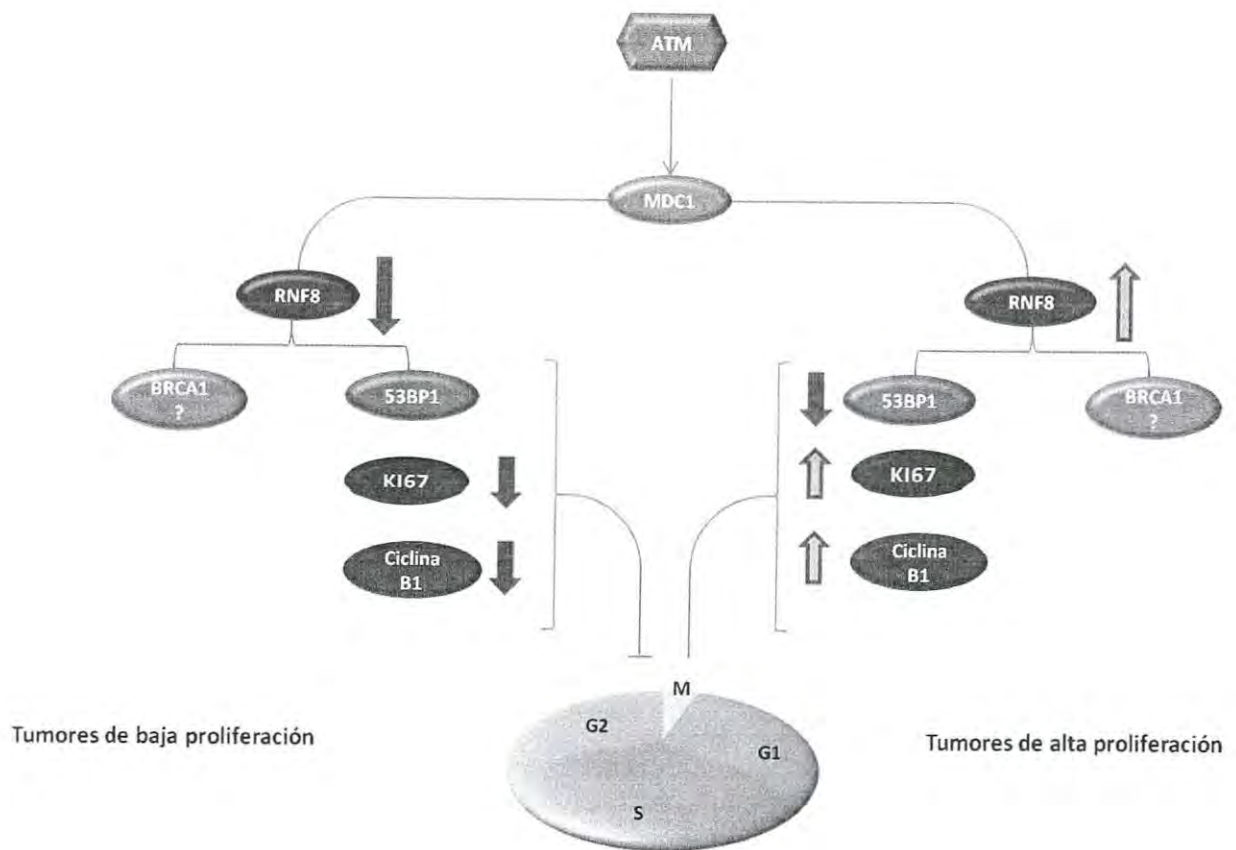 ATM
MDC1
RNF8
RNF8
BRCA1
?
53BP1
53BP1
BRCA1
?
KI67
KI67
Ciclina
B1
Ciclina
B1
M
G2
G1
S
Tumores de baja proliferación
Tumores de alta proliferación